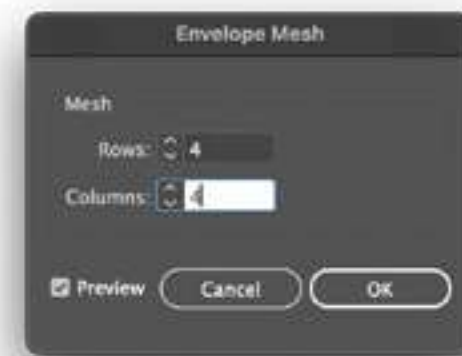 Envelope Mesh
Mesh
Rows: 4
Columns: 4
Preview Cancel OK